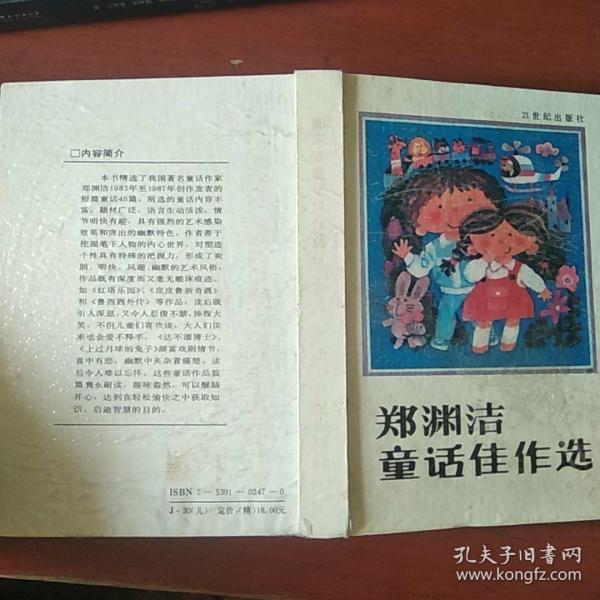 □内容简介
本书精选了我国著名童话作家
郑渊洁1983年至1987年创作发表的
短篇童话45篇。所选的童话内容丰
富，题材广泛，语言生动活泼，情
节明快有趣，具有强烈的艺术感染
效果和突出的幽默特色。作者善于
挖掘笔下人物的内心世界，对塑造
个性具有特殊的把握力，形成了爽
朗、明快、风趣、幽默的艺术风格，
作品既有深度而又毫无雕琢痕迹。
如《红塔乐园》、《皮皮鲁新奇遇》
和《鲁西西外传》等作品，读后既
引人深思，又令人忍俊不禁，捧腹大
笑，不但儿童们喜欢读，大人们读
来也会爱不释手。《达不溜博士》、
《上过月球的兔子》颇富戏剧情节，
喜中有悲，幽默中夹杂着痛楚。读
后令人难以忘怀。这些童话作品篇
篇隽永耐读，趣味盎然，可以醒脑
开心，达到在轻松愉快之中获取知
识、启迪智慧的目的。
ISBN 7—5391—0247—0
J·30(儿) 定价:(精)18.00元
21世纪出版社
郑渊洁
童话佳作选
孔夫子旧书网
www.kongfz.com